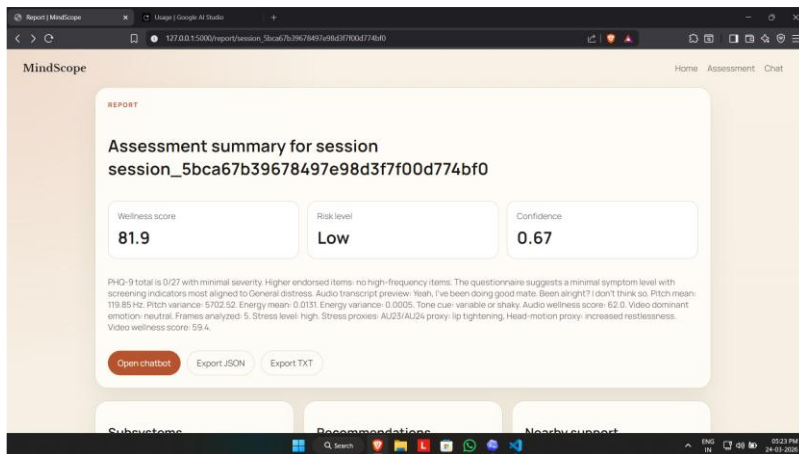 Report | MindScope
Usage | Google AI Studio
127.0.0.1:5000/report/session_5bca67b39678497e98d3f7f00d774bf0
MindScope
Home Assessment Chat
REPORT
Assessment summary for session
session_5bca67b39678497e98d3f7f00d774bf0
Wellness score
81.9
Risk level
Low
Confidence
0.67
PHQ-9 total is 0/27 with minimal severity. Higher endorsed items: no high-frequency items. The questionnaire suggests a minimal symptom level with
screening indicators most aligned to General distress. Audio transcript preview: Yeah, I've been doing good mate. Been alright? I don't think so. Pitch mean:
119.85 Hz. Pitch variance: 5702.52. Energy mean: 0.0131. Energy variance: 0.0005. Tone cue: variable or shaky. Audio wellness score: 62.0. Video dominant
emotion: neutral. Frames analyzed: 5. Stress level: high. Stress proxies: AU23/AU24 proxy: lip tightening, Head-motion proxy: increased restlessness.
Video wellness score: 59.4.
Open chatbot
Export JSON
Export TXT
Subsystems
Recommendations
Nearby support
Search
ENG
IN
05:23 PM
24-03-2026